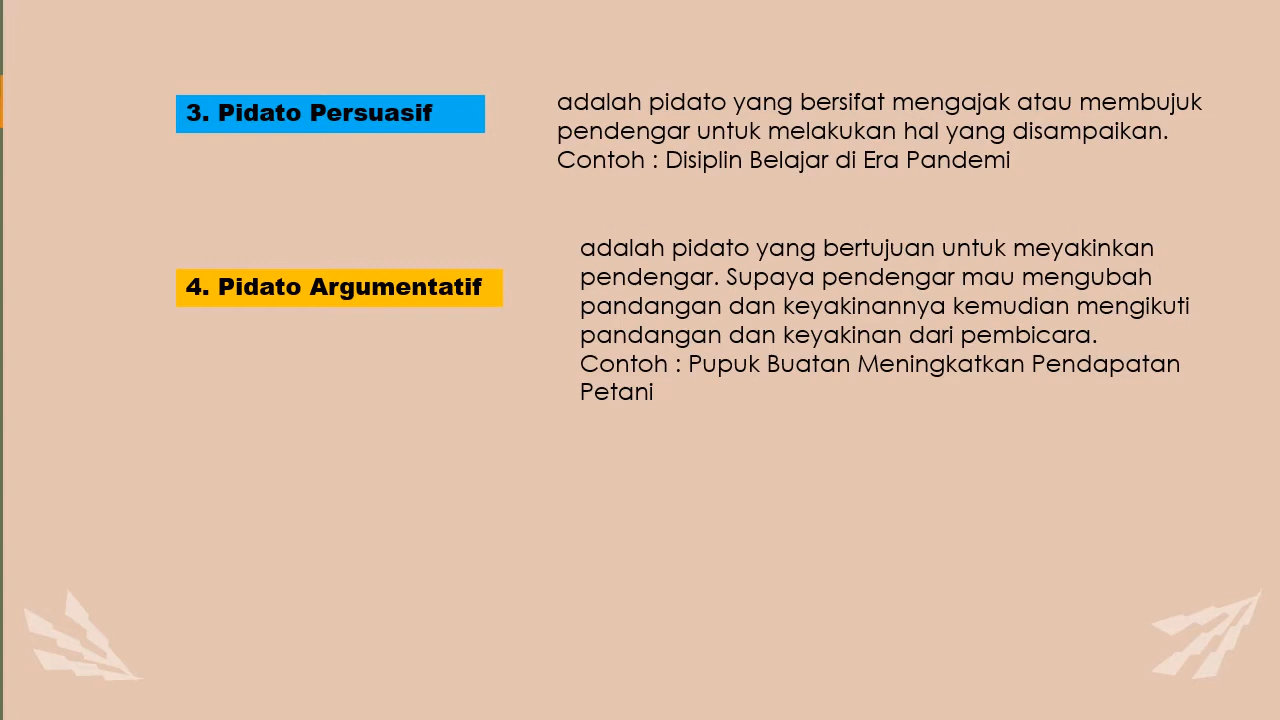 3. Pidato Persuasif
adalah pidato yang bersifat mengajak atau membujuk
pendengar untuk melakukan hal yang disampaikan.
Contoh : Disiplin Belajar di Era Pandemi
4. Pidato Argumentatif
adalah pidato yang bertujuan untuk meyakinkan
pendengar. Supaya pendengar mau mengubah
pandangan dan keyakinannya kemudian mengikuti
pandangan dan keyakinan dari pembicara.
Contoh : Pupuk Buatan Meningkatkan Pendapatan
Petani